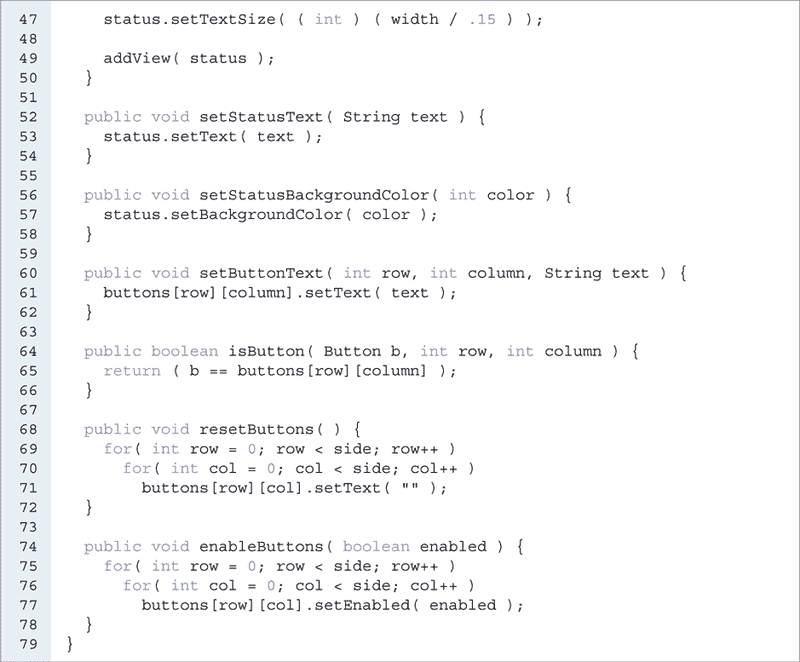 47 status.setTextSize( ( int ) ( width / .15 ) );
48
49 addView( status );
50 }
51
52 public void setStatusText( String text ) {
53 status.setText( text );
54 }
55
56 public void setStatusBackgroundColor( int color ) {
57 status.setBackgroundColor( color );
58 }
59
60 public void setButtonText( int row, int column, String text ) {
61 buttons[row][column].setText( text );
62 }
63
64 public boolean isButton( Button b, int row, int column ) {
65 return ( b == buttons[row][column] );
66 }
67
68 public void resetButtons( ) {
69 for( int row = 0; row < side; row++ )
70 for( int col = 0; col < side; col++ )
71 buttons[row][col].setText( "" );
72 }
73
74 public void enableButtons( boolean enabled ) {
75 for( int row = 0; row < side; row++ )
76 for( int col = 0; col < side; col++ )
77 buttons[row][col].setEnabled( enabled );
78 }
79 }